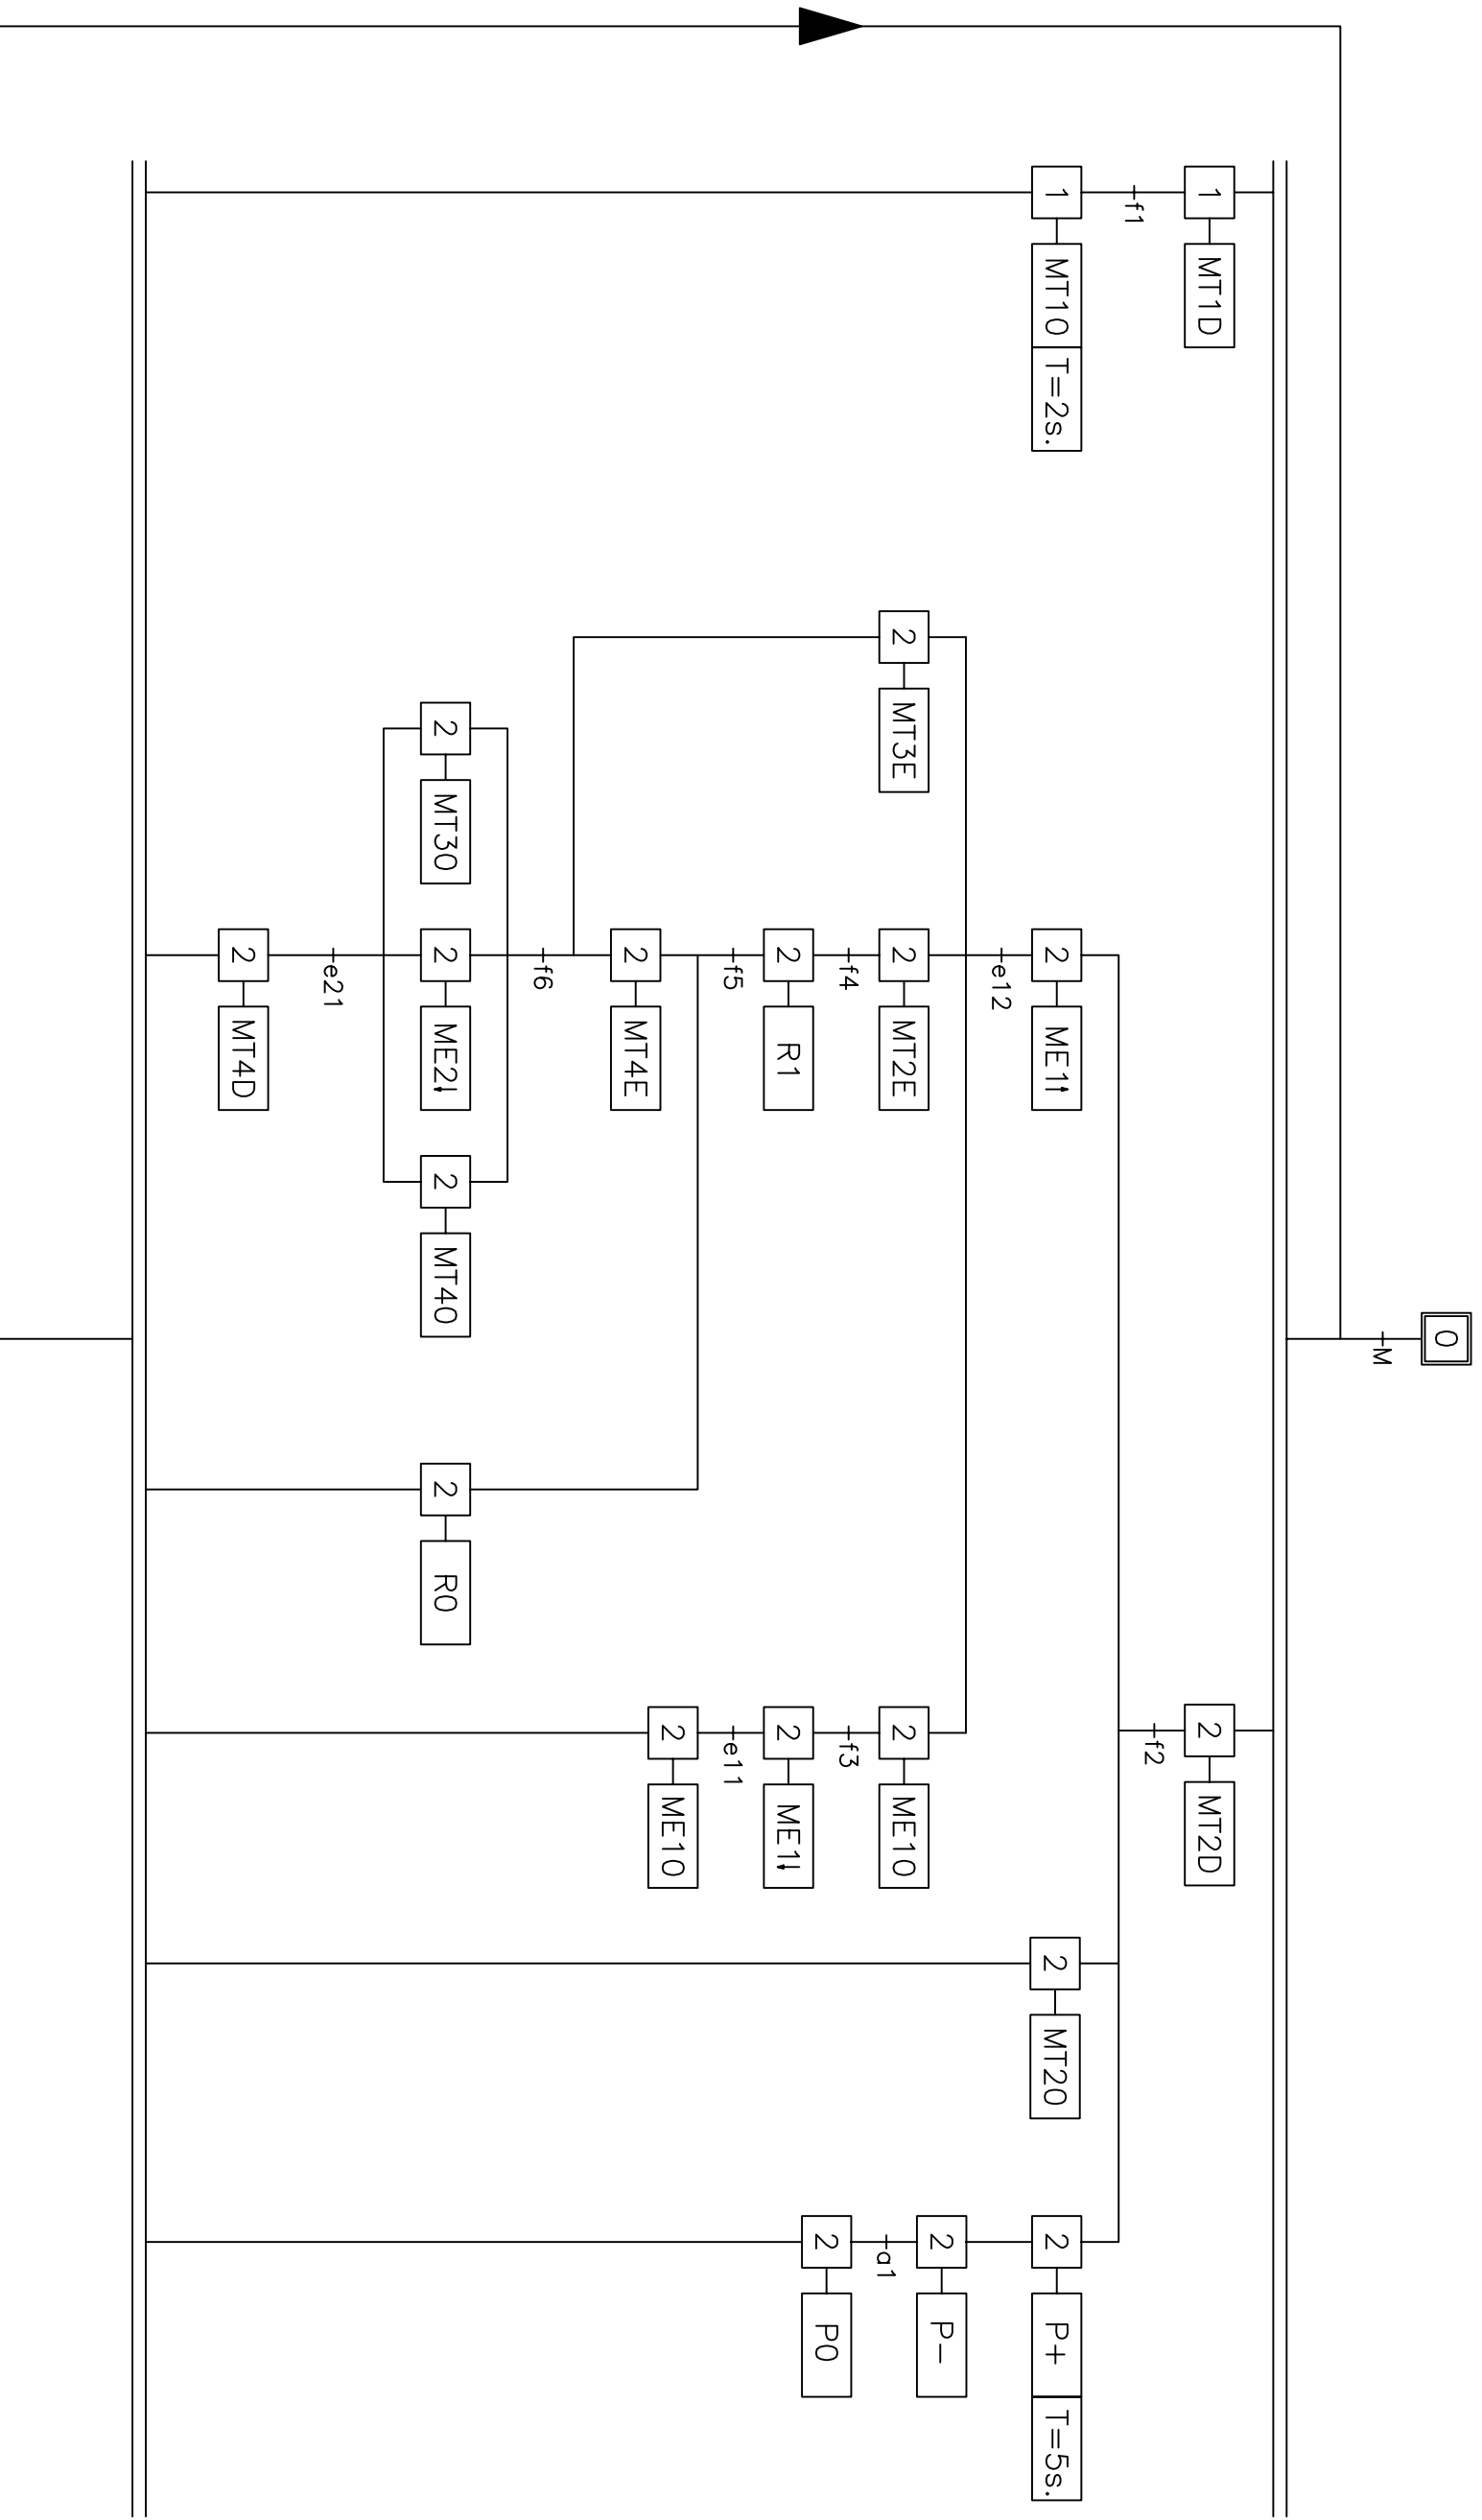 0
M
1 MT1D
2 MT2D
f1
f2
1 MT10 T=2s.
2 ME1↑
2 MT20
2 P+ T=5s.
e12
2 P-
2 MT3E
2 MT2E
2 ME10
a1
f4
f3
2 P0
2 R1
2 ME1↓
f5
e11
2 ME10
2 MT4E
f6
2 MT30
2 ME2↓
2 MT40
2 R0
e21
2 MT4D